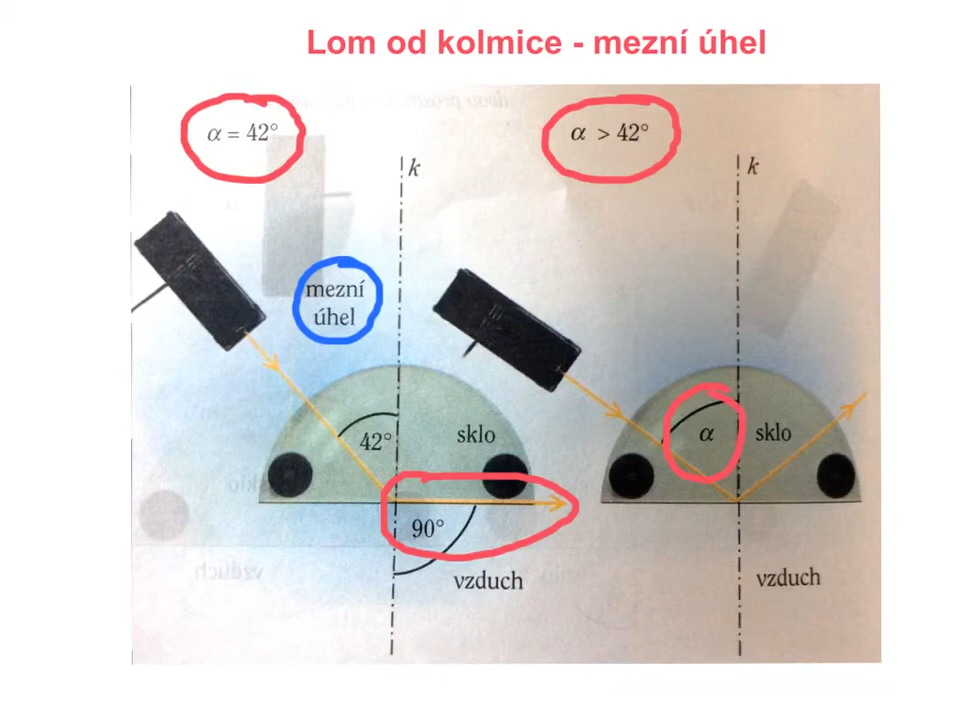 Lom od kolmice - mezní úhel
α = 42°
α > 42°
k
k
mezní
úhel
42°
sklo
α
sklo
90°
vzduch
vzduch